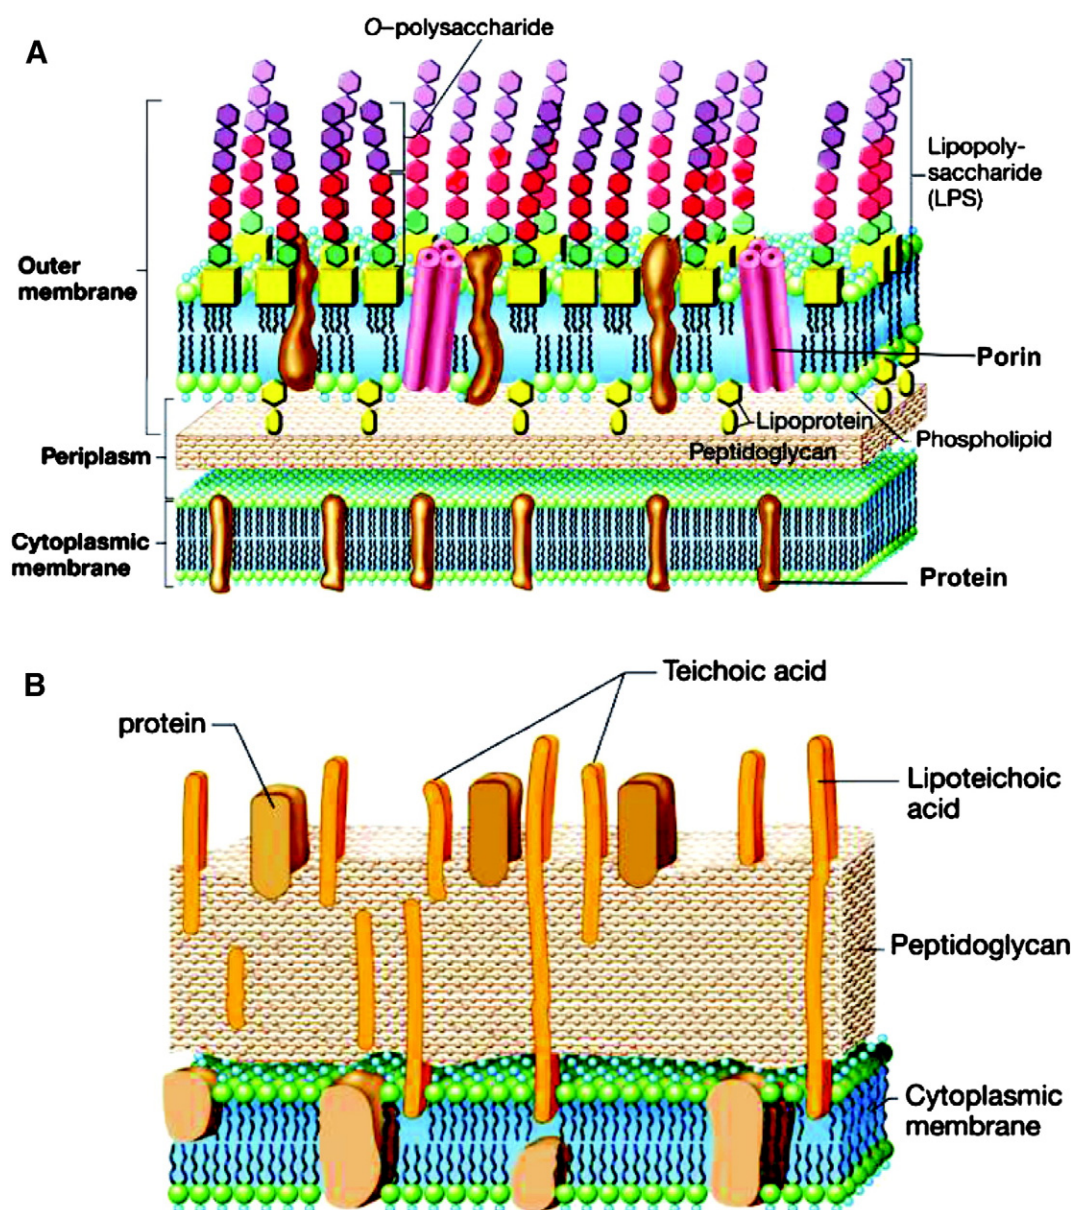 A
O–polysaccharide
Lipopoly-
saccharide
(LPS)
Outer
membrane
Porin
Lipoprotein
Phospholipid
Peptidoglycan
Periplasm
Cytoplasmic
membrane
Protein
B
Teichoic acid
protein
Lipoteichoic
acid
Peptidoglycan
Cytoplasmic
membrane